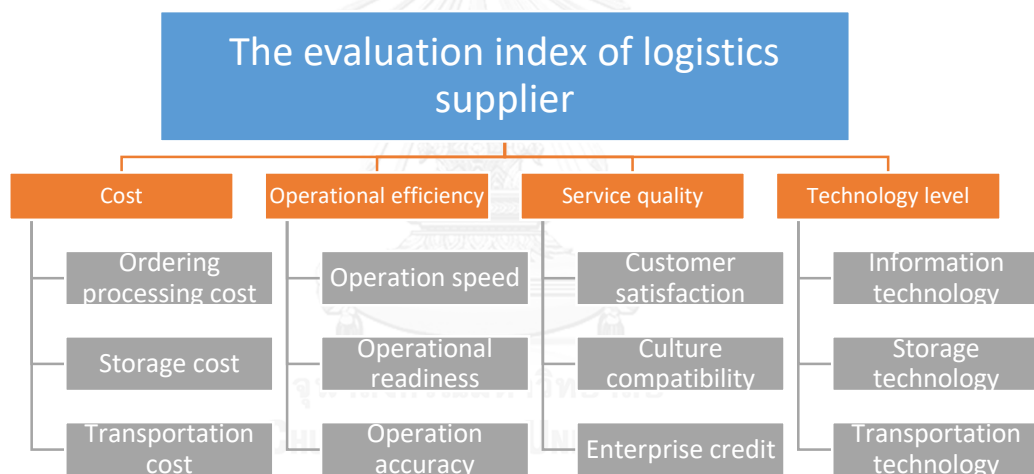 The evaluation index of logistics
supplier
Cost
Operational efficiency
Service quality
Technology level
Ordering
processing cost
Operation speed
Customer
satisfaction
Information
technology
Storage cost
Operational
readiness
Culture
compatibility
Storage
technology
Transportation
cost
Operation
accuracy
Enterprise credit
Transportation
technology